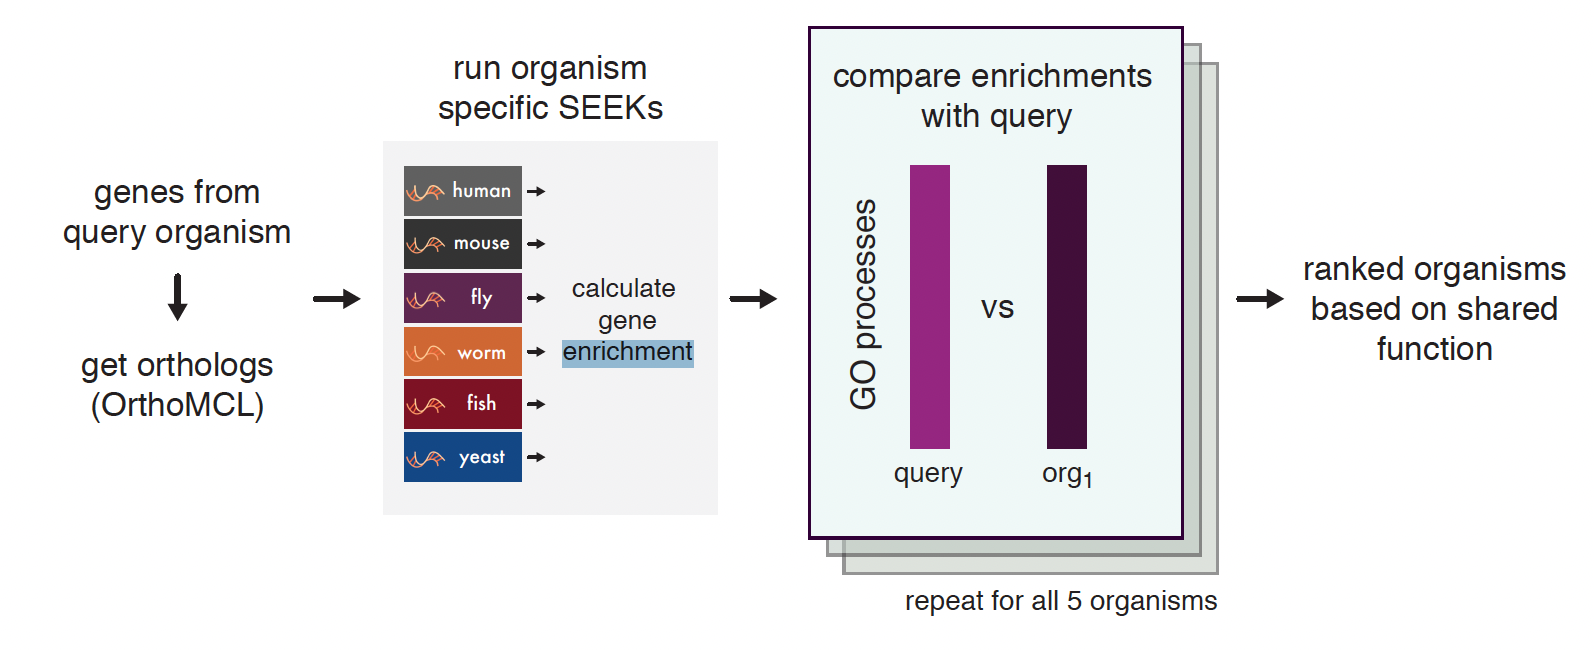 genes from
query organism
get orthologs
(OrthoMCL)
run organism
specific SEEKs
human
mouse
fly
worm
fish
yeast
calculate
gene
enrichment
compare enrichments
with query
GO processes
query
vs
org1
repeat for all 5 organisms
ranked organisms
based on shared
function